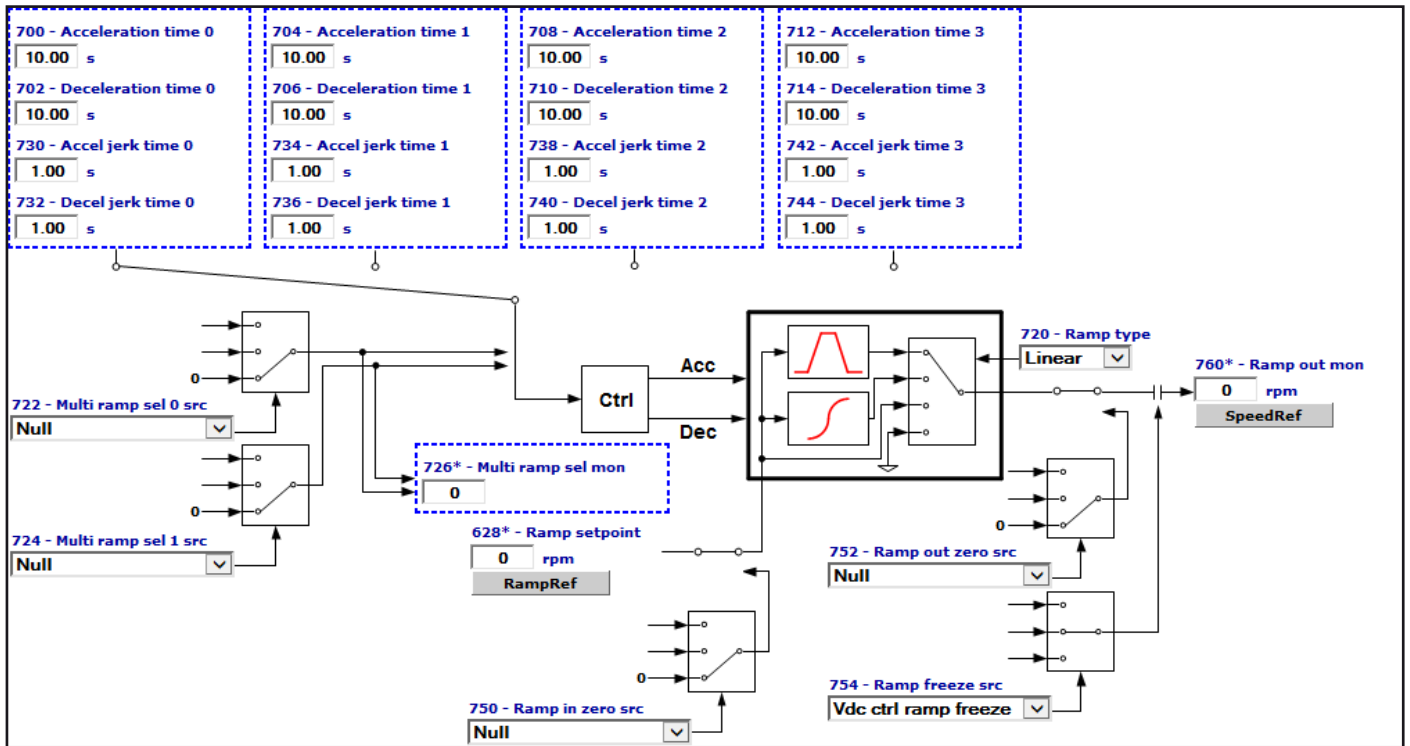 700 - Acceleration time 0
10.00 s
702 - Deceleration time 0
10.00 s
730 - Accel jerk time 0
1.00 s
732 - Decel jerk time 0
1.00 s
704 - Acceleration time 1
10.00 s
706 - Deceleration time 1
10.00 s
734 - Accel jerk time 1
1.00 s
736 - Decel jerk time 1
1.00 s
708 - Acceleration time 2
10.00 s
710 - Deceleration time 2
10.00 s
738 - Accel jerk time 2
1.00 s
740 - Decel jerk time 2
1.00 s
712 - Acceleration time 3
10.00 s
714 - Deceleration time 3
10.00 s
742 - Accel jerk time 3
1.00 s
744 - Decel jerk time 3
1.00 s
0
722 - Multi ramp sel 0 src
Null
0
724 - Multi ramp sel 1 src
Null
726* - Multi ramp sel mon
0
Ctrl
Acc
Dec
720 - Ramp type
Linear
760* - Ramp out mon
0 rpm
SpeedRef
628* - Ramp setpoint
0 rpm
RampRef
0
750 - Ramp in zero src
Null
0
752 - Ramp out zero src
Null
754 - Ramp freeze src
Vdc ctrl ramp freeze